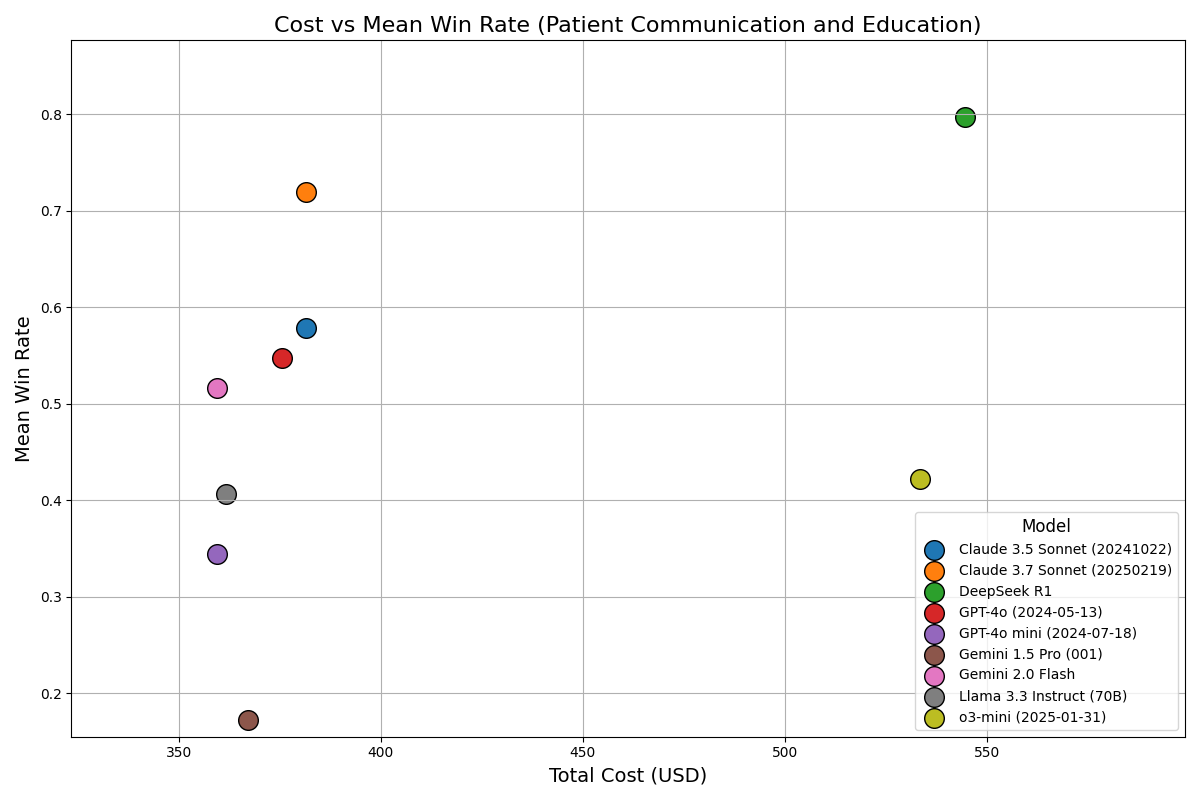 Cost vs Mean Win Rate (Patient Communication and Education)
Mean Win Rate
0.8
0.7
0.6
0.5
0.4
0.3
0.2
Model
Claude 3.5 Sonnet (20241022)
Claude 3.7 Sonnet (20250219)
DeepSeek R1
GPT-4o (2024-05-13)
GPT-4o mini (2024-07-18)
Gemini 1.5 Pro (001)
Gemini 2.0 Flash
Llama 3.3 Instruct (70B)
o3-mini (2025-01-31)
350 400 450 500 550
Total Cost (USD)